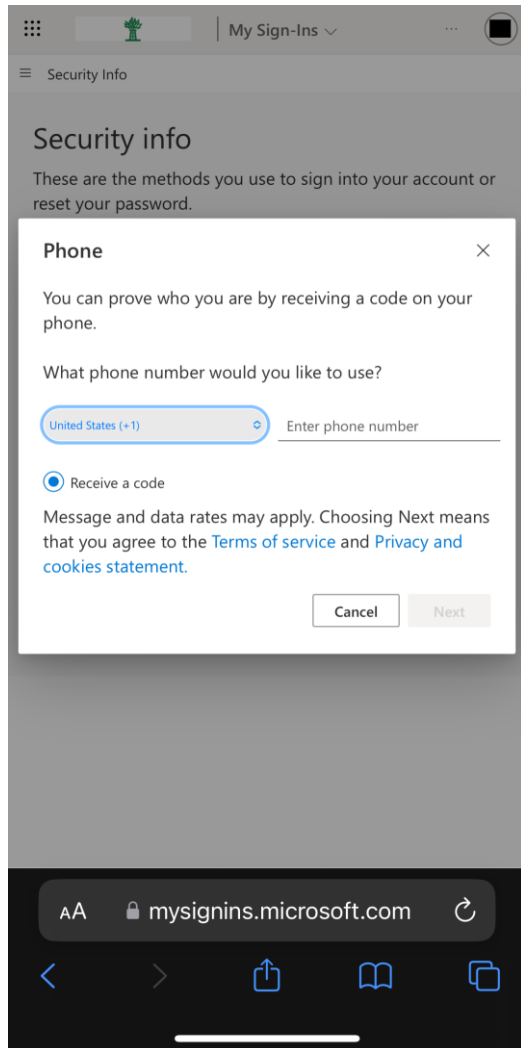 My Sign-Ins
...
Security Info
Security info
These are the methods you use to sign into your account or
reset your password.
Phone
You can prove who you are by receiving a code on your
phone.
What phone number would you like to use?
United States (+1)
Enter phone number
Receive a code
Message and data rates may apply. Choosing Next means
that you agree to the Terms of service and Privacy and
cookies statement.
Cancel
Next
AA
mysignins.microsoft.com